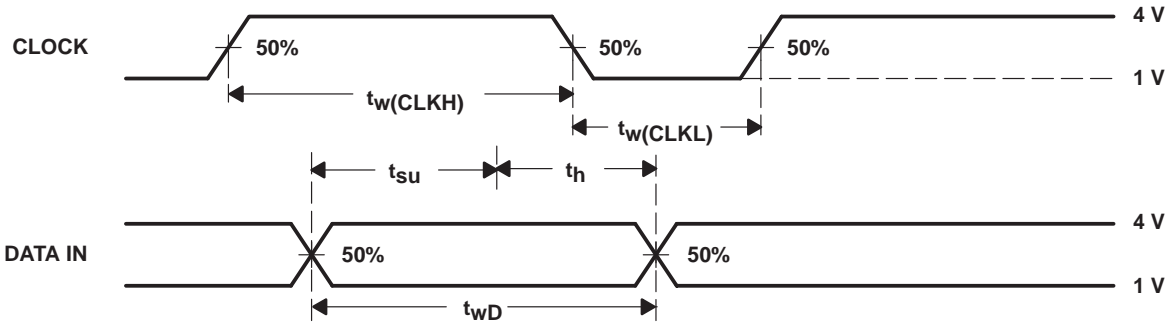 4 V
CLOCK
50%
50%
50%
1 V
tw(CLKH)
tw(CLKL)
tsu
th
4 V
DATA IN
50%
50%
1 V
twD